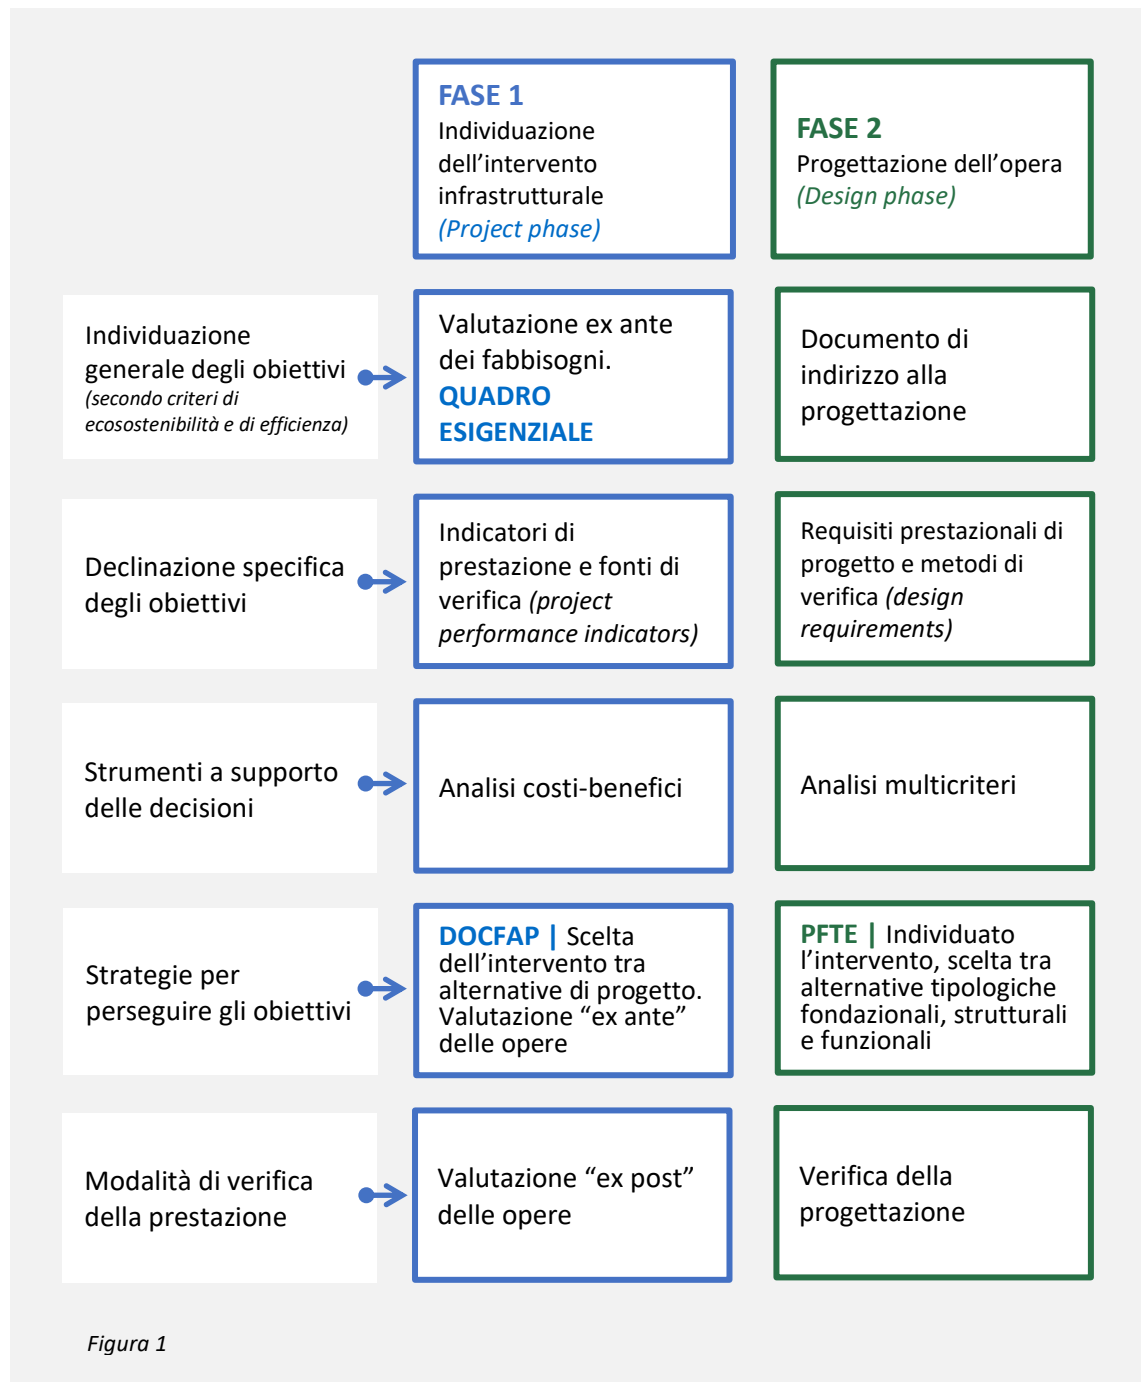 FASE 1
Individuazione
dell’intervento
infrastrutturale
(Project phase)
FASE 2
Progettazione dell’opera
(Design phase)
Individuazione
generale degli obiettivi
(secondo criteri di
ecosostenibilità e di efficienza)
Valutazione ex ante
dei fabbisogni.
QUADRO
ESIGENZIALE
Documento di
indirizzo alla
progettazione
Declinazione specifica
degli obiettivi
Indicatori di
prestazione e fonti di
verifica (project
performance indicators)
Requisiti prestazionali di
progetto e metodi di
verifica (design
requirements)
Strumenti a supporto
delle decisioni
Analisi costi-benefici
Analisi multicriteri
Strategie per
perseguire gli obiettivi
DOCFAP | Scelta
dell’intervento tra
alternative di progetto.
Valutazione “ex ante”
delle opere
PFTE | Individuato
l’intervento, scelta tra
alternative tipologiche
fondazionali, strutturali
e funzionali
Modalità di verifica
della prestazione
Valutazione “ex post”
delle opere
Verifica della
progettazione
Figura 1